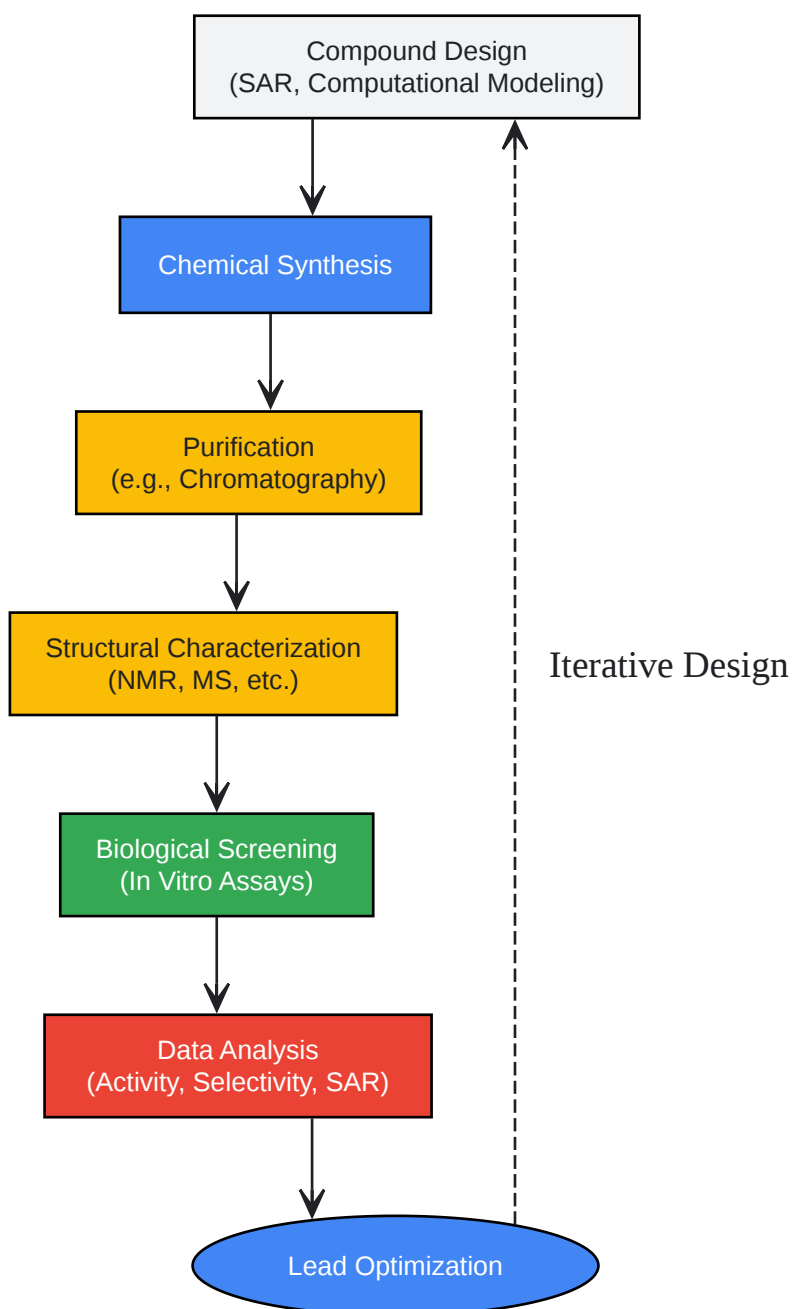 Compound Design
(SAR, Computational Modeling)
Chemical Synthesis
Purification
(e.g., Chromatography)
Structural Characterization
(NMR, MS, etc.)
Iterative Design
Biological Screening
(In Vitro Assays)
Data Analysis
(Activity, Selectivity, SAR)
Lead Optimization